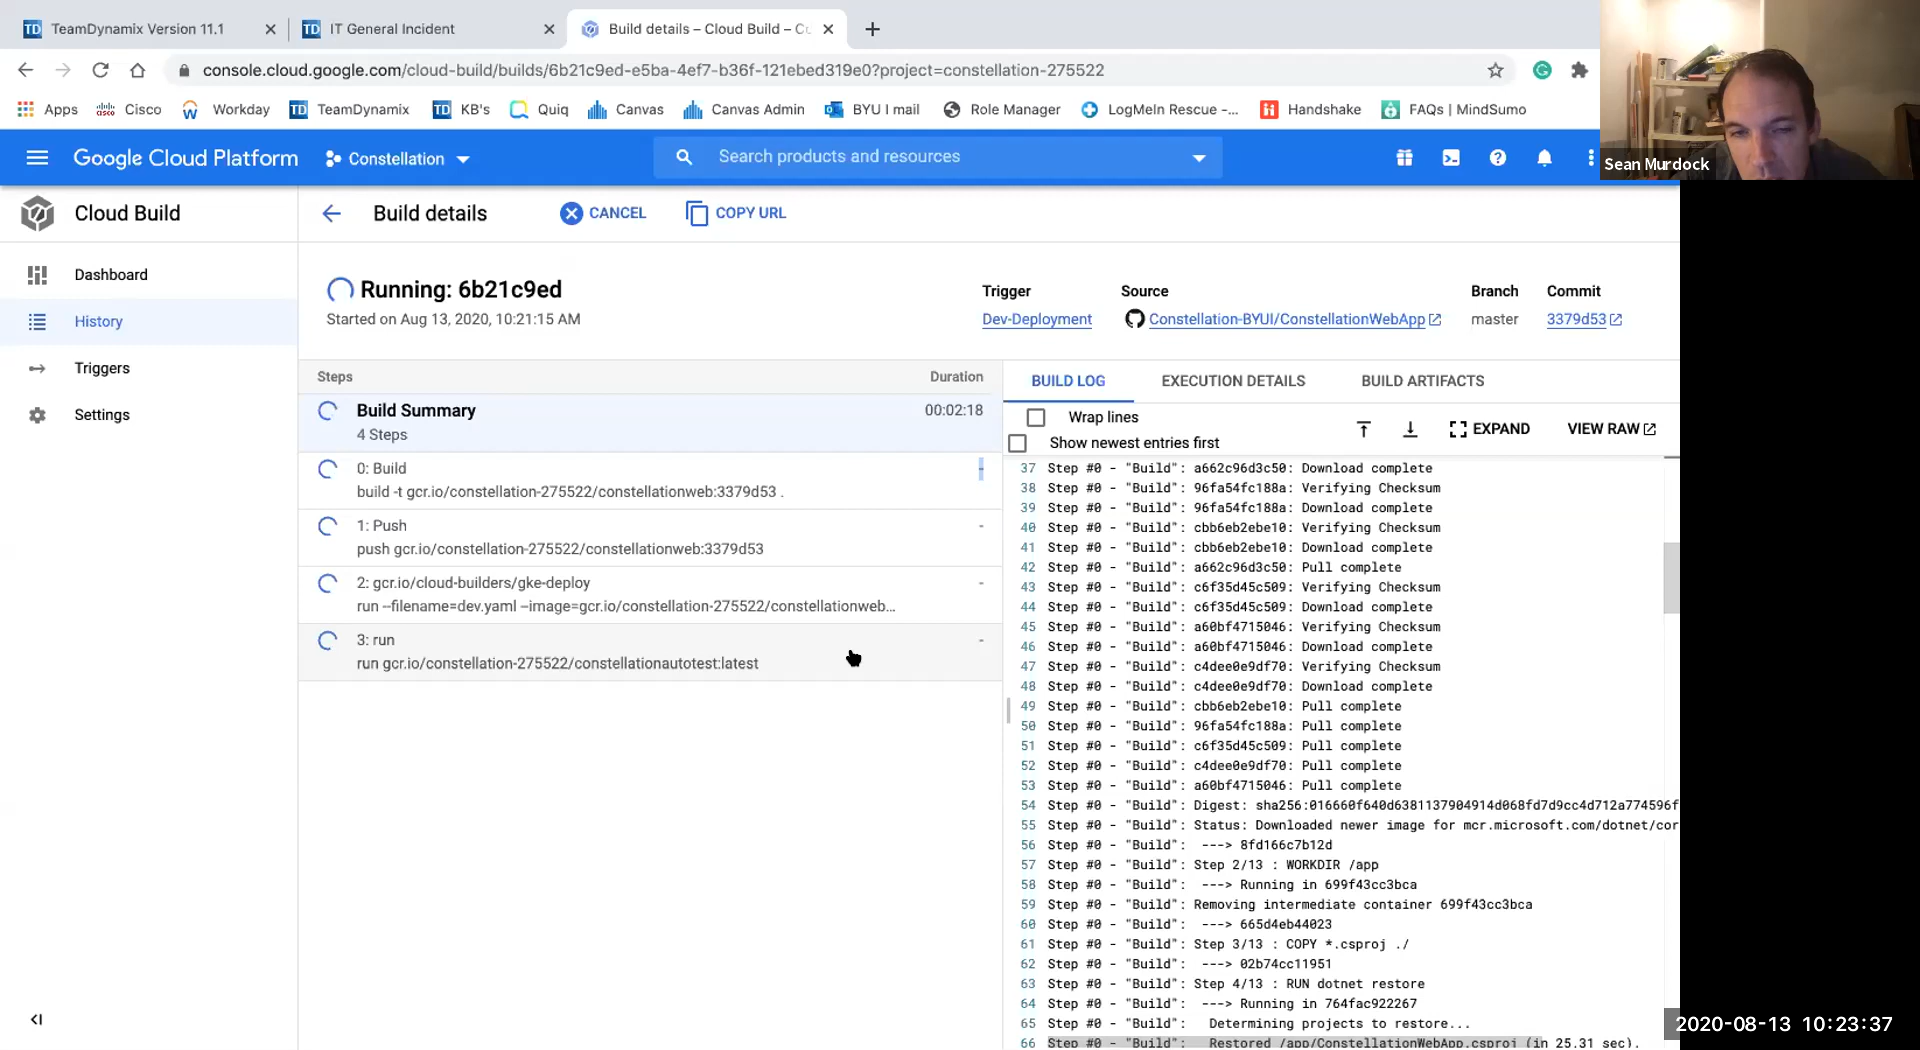 TeamDynamix Version 11.1
IT General Incident
Build details – Cloud Build – Cc
console.cloud.google.com/cloud-build/builds/6b21c9ed-e5ba-4ef7-b36f-121ebed319e0?project=constellation-275522
Apps Cisco Workday TeamDynamix KB's Quiq Canvas Canvas Admin BYU I mail Role Manager LogMeIn Rescue -... Handshake FAQs | MindSumo
Google Cloud Platform Constellation Search products and resources
Sean Murdock
Cloud Build
Build details CANCEL COPY URL
Dashboard
History
Triggers
Settings
Running: 6b21c9ed
Started on Aug 13, 2020, 10:21:15 AM
Trigger Source Branch Commit
Dev-Deployment Constellation-BYUI/ConstellationWebApp master 3379d53
Steps Duration
Build Summary 00:02:18
4 Steps
0: Build -
build -t gcr.io/constellation-275522/constellationweb:3379d53 .
1: Push -
push gcr.io/constellation-275522/constellationweb:3379d53
2: gcr.io/cloud-builders/gke-deploy -
run --filename=dev.yaml --image=gcr.io/constellation-275522/constellationweb...
3: run -
run gcr.io/constellation-275522/constellationautotest:latest
BUILD LOG EXECUTION DETAILS BUILD ARTIFACTS
Wrap lines
Show newest entries first
EXPAND VIEW RAW
37 Step #0 - "Build": a662c96d3c50: Download complete
38 Step #0 - "Build": 96fa54fc188a: Verifying Checksum
39 Step #0 - "Build": 96fa54fc188a: Download complete
40 Step #0 - "Build": cbb6eb2ebe10: Verifying Checksum
41 Step #0 - "Build": cbb6eb2ebe10: Download complete
42 Step #0 - "Build": a662c96d3c50: Pull complete
43 Step #0 - "Build": c6f35d45c509: Verifying Checksum
44 Step #0 - "Build": c6f35d45c509: Download complete
45 Step #0 - "Build": a60bf4715046: Verifying Checksum
46 Step #0 - "Build": a60bf4715046: Download complete
47 Step #0 - "Build": c4dee0e9df70: Verifying Checksum
48 Step #0 - "Build": c4dee0e9df70: Download complete
49 Step #0 - "Build": cbb6eb2ebe10: Pull complete
50 Step #0 - "Build": 96fa54fc188a: Pull complete
51 Step #0 - "Build": c6f35d45c509: Pull complete
52 Step #0 - "Build": c4dee0e9df70: Pull complete
53 Step #0 - "Build": a60bf4715046: Pull complete
54 Step #0 - "Build": Digest: sha256:016660f640d6381137904914d068fd7d9cc4d712a774596f
55 Step #0 - "Build": Status: Downloaded newer image for mcr.microsoft.com/dotnet/cor
56 Step #0 - "Build": ---> 8fd166c7b12d
57 Step #0 - "Build": Step 2/13 : WORKDIR /app
58 Step #0 - "Build": ---> Running in 699f43cc3bca
59 Step #0 - "Build": Removing intermediate container 699f43cc3bca
60 Step #0 - "Build": ---> 665d4eb44023
61 Step #0 - "Build": Step 3/13 : COPY *.csproj ./
62 Step #0 - "Build": ---> 02b74cc11951
63 Step #0 - "Build": Step 4/13 : RUN dotnet restore
64 Step #0 - "Build": ---> Running in 764fac922267
65 Step #0 - "Build": Determining projects to restore...
66 Step #0 - "Build": Restored /app/ConstellationWebApp.csproj (in 25.31 sec).
2020-08-13 10:23:37